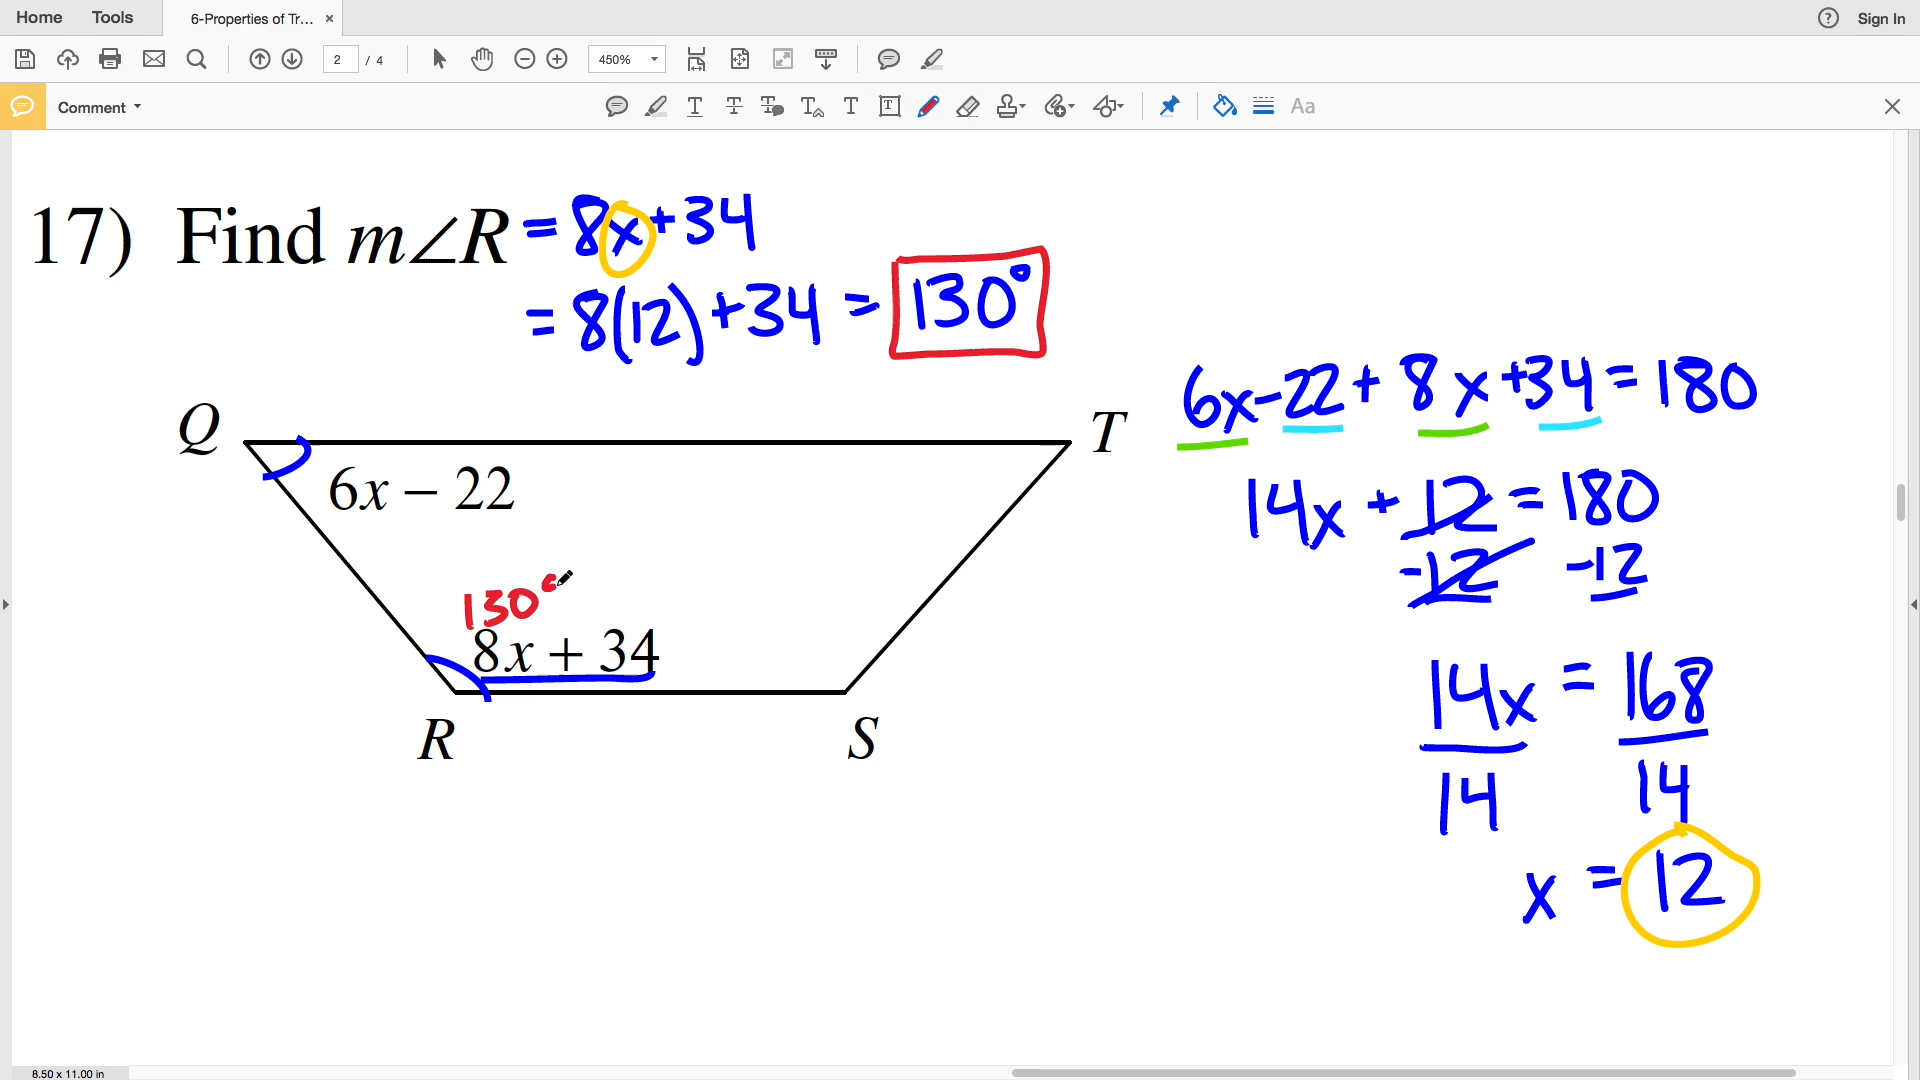 Home Tools 6-Properties of Tr... × ? Sign In
2 / 4 450%
Comment Aa
17) Find m∠R = 8x+34
= 8(12)+34 = 130°
6x-22+8x+34=180
14x+12=180
-12 -12
14x = 168
14 14
x = 12
Q T
6x − 22
130°
8x + 34
R S
8.50 x 11.00 in